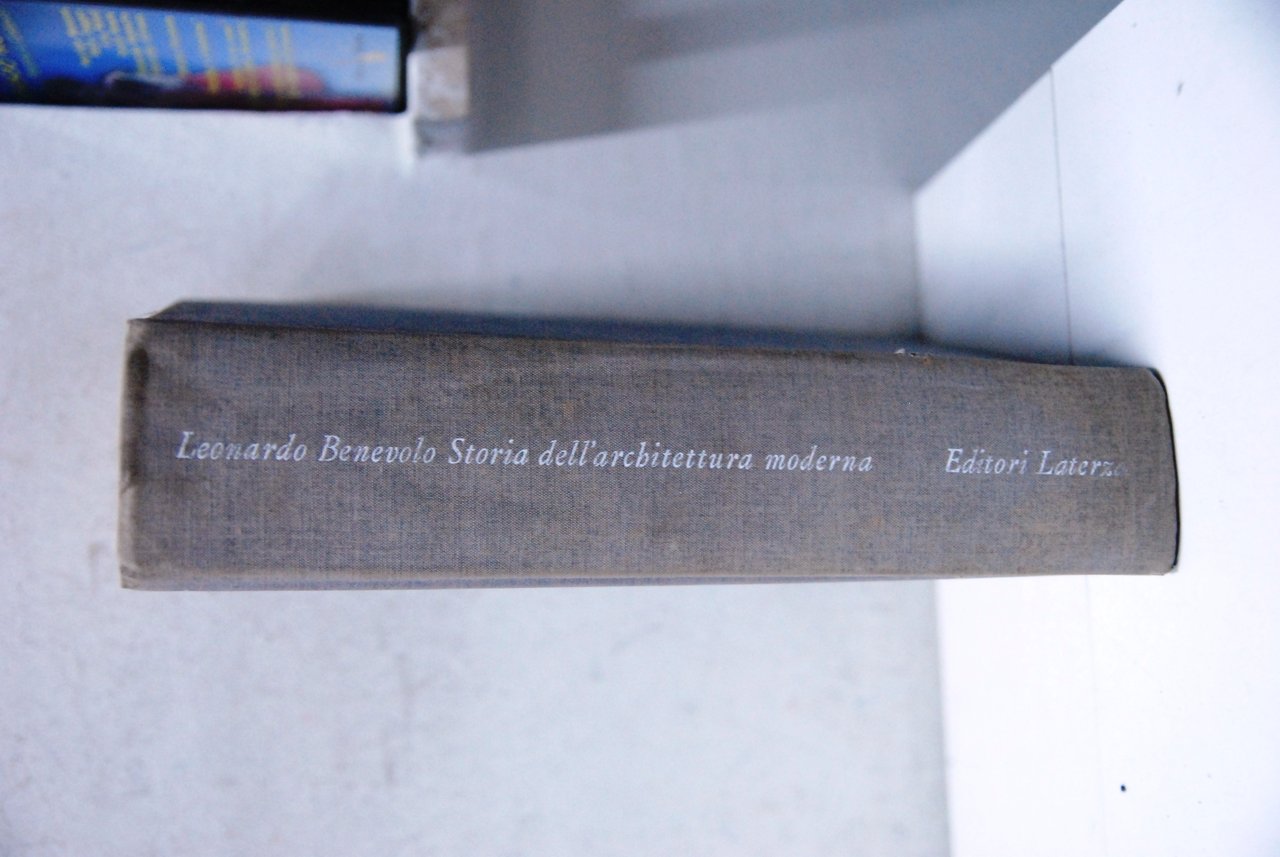 Leonardo Benevolo Storia dell'architettura moderna Editori Laterza